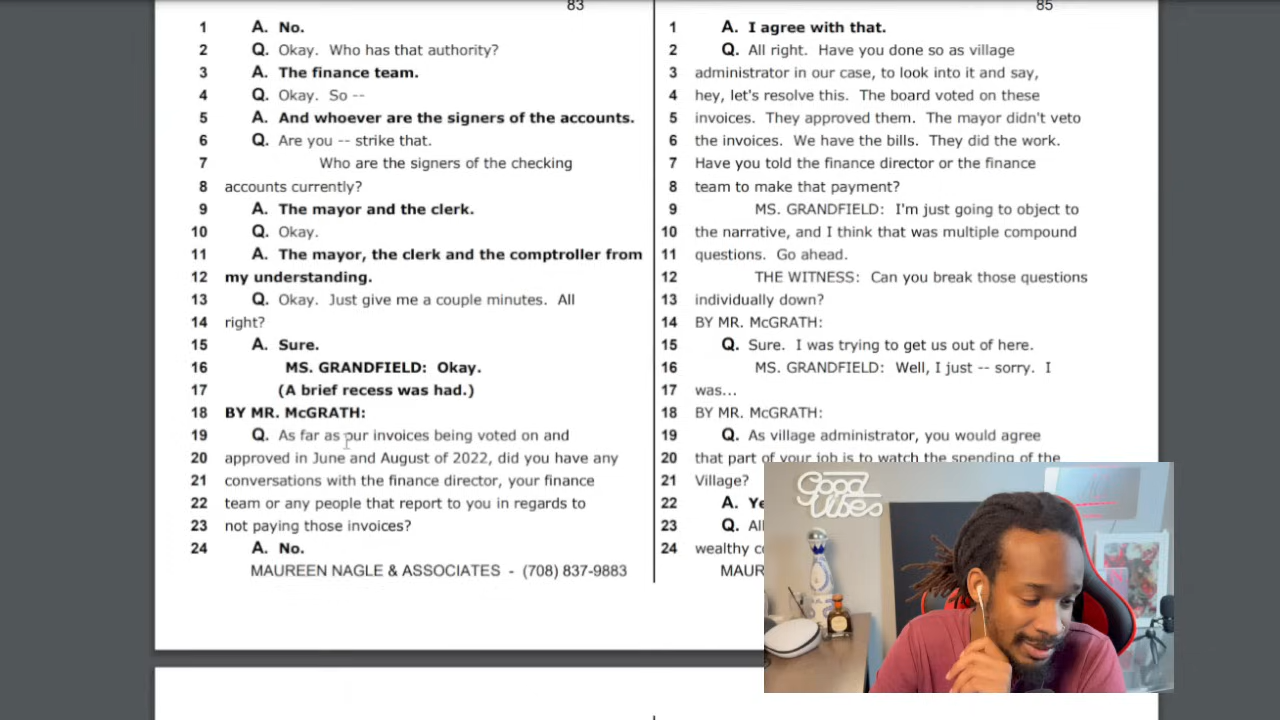 83
1 A. No.
2 Q. Okay. Who has that authority?
3 A. The finance team.
4 Q. Okay. So --
5 A. And whoever are the signers of the accounts.
6 Q. Are you -- strike that.
7 Who are the signers of the checking
8 accounts currently?
9 A. The mayor and the clerk.
10 Q. Okay.
11 A. The mayor, the clerk and the comptroller from
12 my understanding.
13 Q. Okay. Just give me a couple minutes. All
14 right?
15 A. Sure.
16 MS. GRANDFIELD: Okay.
17 (A brief recess was had.)
18 BY MR. McGRATH:
19 Q. As far as our invoices being voted on and
20 approved in June and August of 2022, did you have any
21 conversations with the finance director, your finance
22 team or any people that report to you in regards to
23 not paying those invoices?
24 A. No.
MAUREEN NAGLE & ASSOCIATES - (708) 837-9883
85
1 A. I agree with that.
2 Q. All right. Have you done so as village
3 administrator in our case, to look into it and say,
4 hey, let's resolve this. The board voted on these
5 invoices. They approved them. The mayor didn't veto
6 the invoices. We have the bills. They did the work.
7 Have you told the finance director or the finance
8 team to make that payment?
9 MS. GRANDFIELD: I'm just going to object to
10 the narrative, and I think that was multiple compound
11 questions. Go ahead.
12 THE WITNESS: Can you break those questions
13 individually down?
14 BY MR. McGRATH:
15 Q. Sure. I was trying to get us out of here.
16 MS. GRANDFIELD: Well, I just -- sorry. I
17 was...
18 BY MR. McGRATH:
19 Q. As village administrator, you would agree
20 that part of your job is to watch the spending of the
21 Village?
22 A.
23 Q.
24 wealthy
Good
Vibes